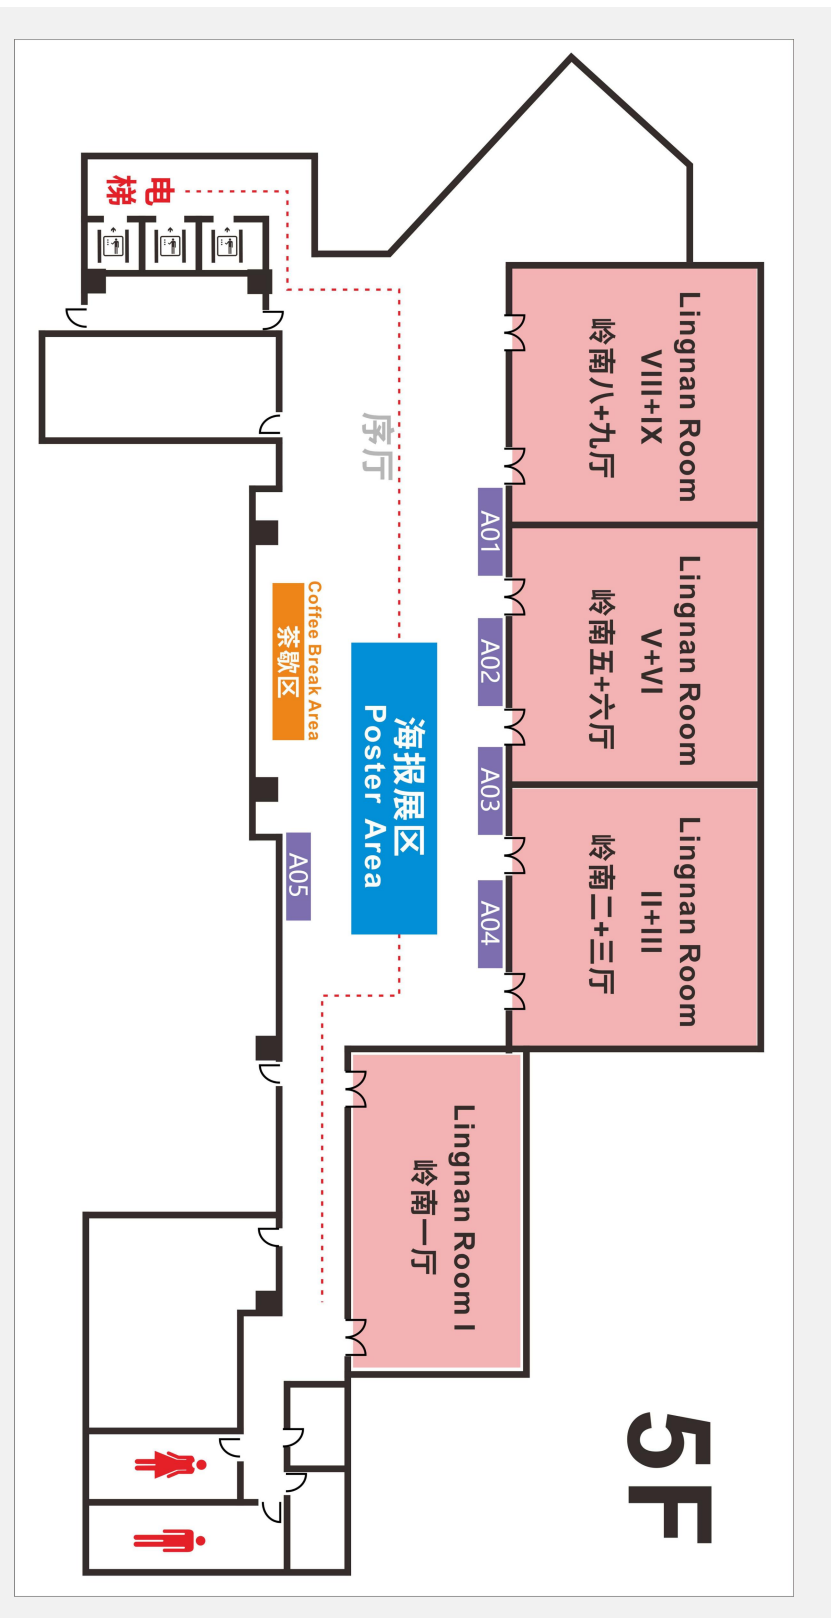 5F
电
梯
序厅
Lingnan Room
VIII+IX
岭南八+九厅
Lingnan Room
V+VI
岭南五+六厅
Lingnan Room
II+III
岭南二+三厅
Lingnan Room I
岭南一厅
A01
A02
A03
A04
A05
海报展区
Poster Area
Coffee Break Area
茶歇区